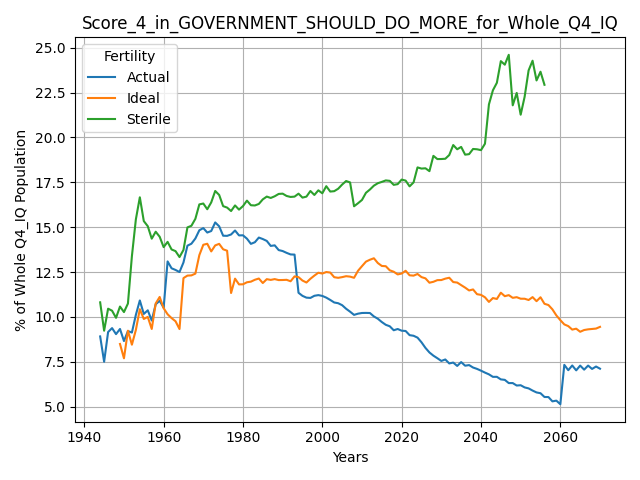 Score_4_in_GOVERNMENT_SHOULD_DO_MORE_for_Whole_Q4_IQ
Fertility
Actual
Ideal
Sterile
% of Whole Q4_IQ Population
25.0
22.5
20.0
17.5
15.0
12.5
10.0
7.5
5.0
1940 1960 1980 2000 2020 2040 2060
Years